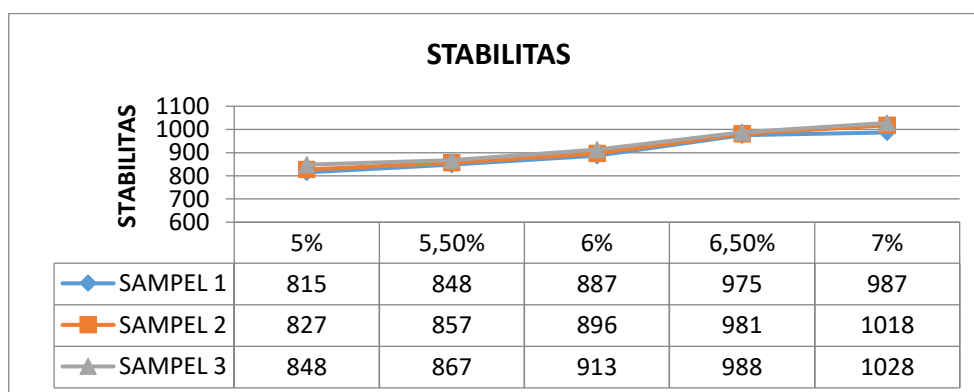 STABILITAS
STABILITAS
1100
1000
900
800
700
600
5% 5,50% 6% 6,50% 7%
SAMPEL 1 815 848 887 975 987
SAMPEL 2 827 857 896 981 1018
SAMPEL 3 848 867 913 988 1028